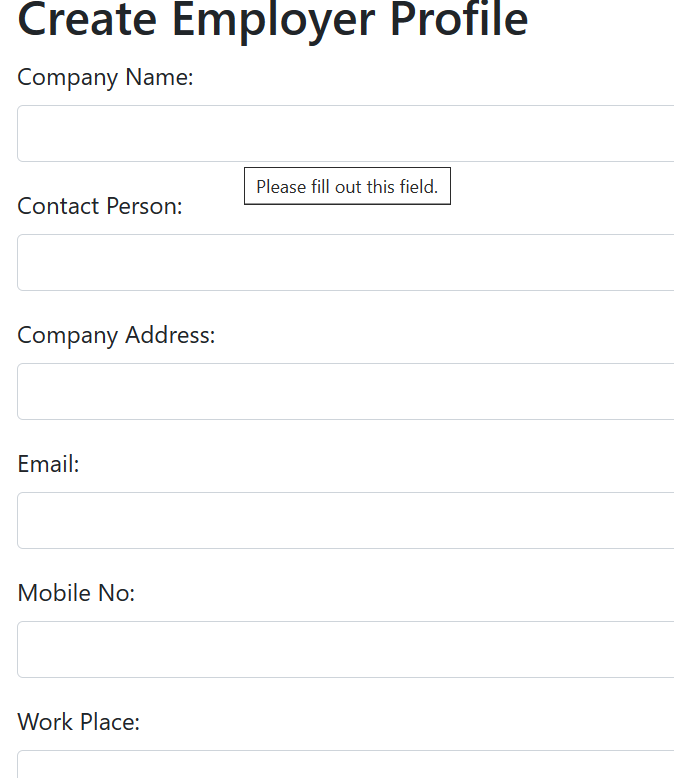 Create Employer Profile
Company Name:
Please fill out this field.
Contact Person:
Company Address:
Email:
Mobile No:
Work Place: